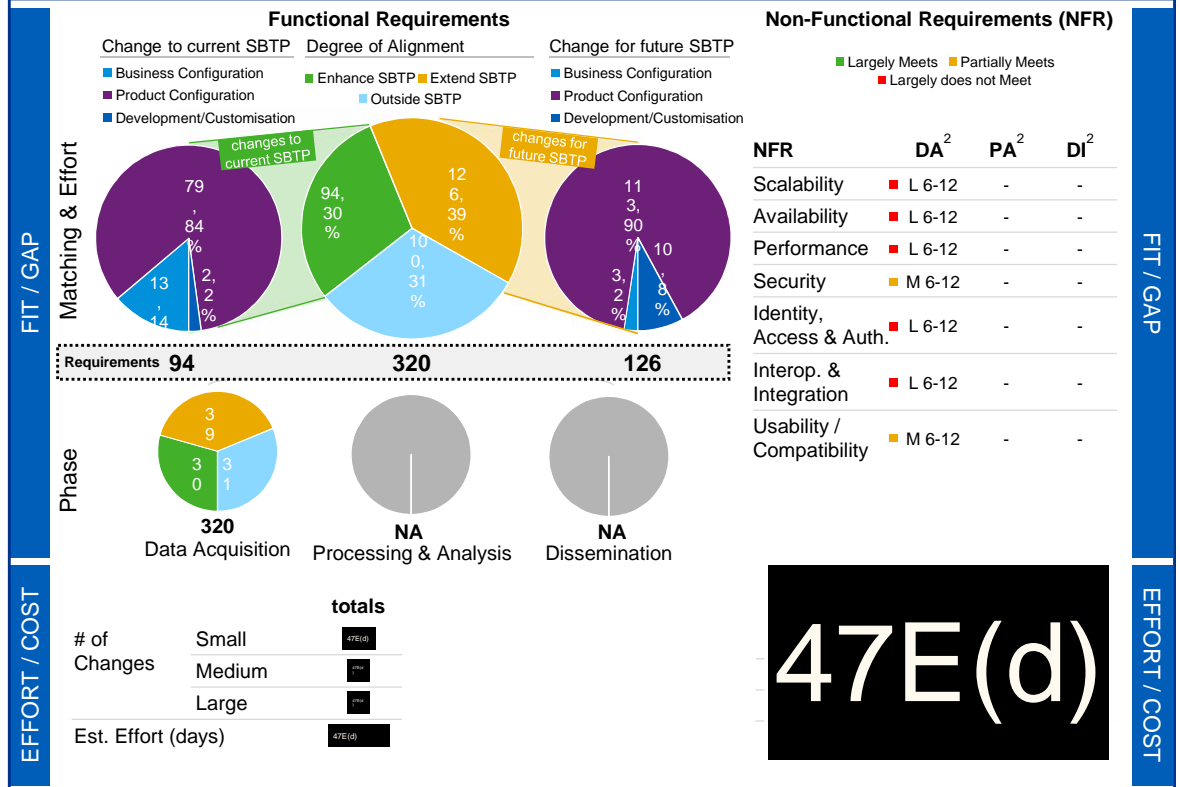 Functional Requirements
Non-Functional Requirements (NFR)
Change to current SBTP
Degree of Alignment
Change for future SBTP
Business Configuration
Product Configuration
Development/Customisation
Enhance SBTP
Extend SBTP
Outside SBTP
Business Configuration
Product Configuration
Development/Customisation
Largely Meets
Partially Meets
Largely does not Meet
FIT / GAP
Matching & Effort
changes to
current SBTP
changes for
future SBTP
79
,
84
%
13
,
14
2,
2
%
94,
30
%
12
6,
39
%
10
0,
31
%
11
3,
90
%
3,
2
%
10
,
8
%
NFR DA2 PA2 DI2
Scalability L 6-12 - -
Availability L 6-12 - -
Performance L 6-12 - -
Security M 6-12 - -
Identity,
Access & Auth. L 6-12 - -
Interop. &
Integration L 6-12 - -
Usability /
Compatibility M 6-12 - -
FIT / GAP
Requirements 94 320 126
Phase
3
9
3
0
3
1
320
Data Acquisition
NA
Processing & Analysis
NA
Dissemination
EFFORT / COST
totals
# of
Changes
Small 47E(d)
Medium
Large
Est. Effort (days) 47E(d)
47E(d)
EFFORT / COST